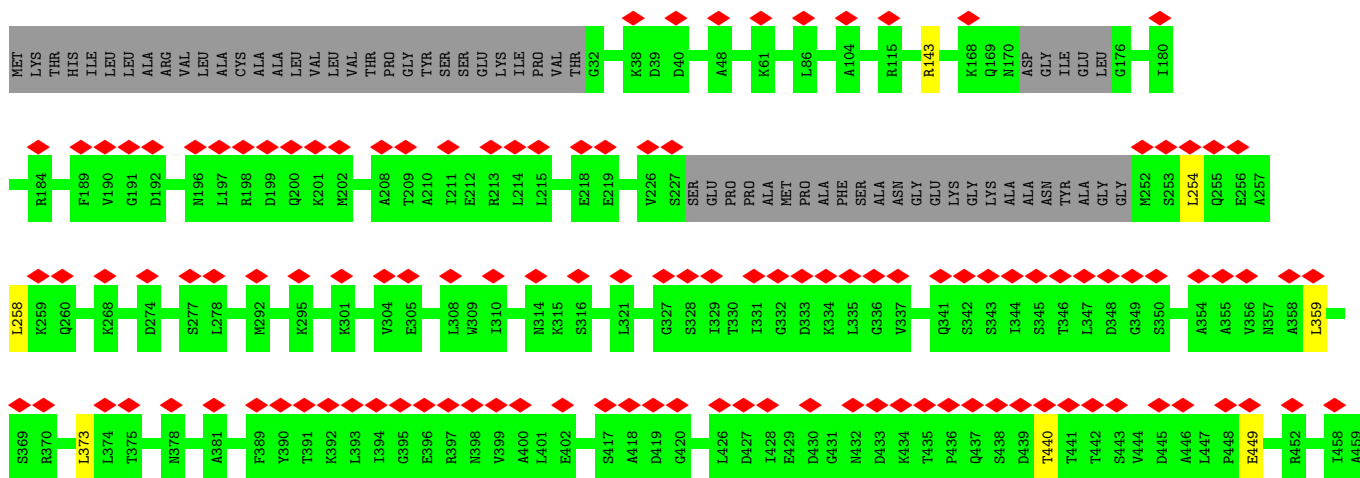 MET LYS THR HIS ILE LEU LEU ALA ARG VAL LEU ALA CYS ALA ALA LEU VAL LEU VAL THR PRO GLY TYR SER SER GLU LYS ILE PRO VAL THR G32 K38 D39 D40 A48 K61 L86 A104 R115 R143 K168 Q169 N170 ASP GLY ILE GLU LEU G176 I180
R184 F189 V190 G191 D192 N196 L197 R198 D199 Q200 K201 M202 A208 T209 A210 I211 E212 R213 L214 L215 E218 E219 V226 S227 SER GLU PRO PRO ALA MET PRO ALA PHE SER ALA ASN GLY GLU LYS GLY LYS ALA ALA ASN TYR ALA GLY GLY M252 S253 L254 Q255 E256 A257
L258 K259 Q260 K268 D274 S277 L278 M292 K295 K301 V304 E305 L308 W309 I310 N314 K315 S316 L321 G327 S328 I329 T330 I331 G332 D333 K334 L335 G336 V337 Q341 S342 S343 I344 S345 T346 L347 D348 G349 S350 A354 A355 V356 N357 A358 L359
S369 R370 L373 L374 T375 N378 A381 F389 Y390 T391 K392 L393 I394 G395 E396 R397 N398 V399 A400 L401 E402 S417 A418 D419 G420 L426 D427 I428 E429 D430 G431 N432 D433 K434 T435 P436 Q437 S438 D439 T440 T441 T442 S443 V444 D445 A446 L447 P448 E449 R452 I458 A459